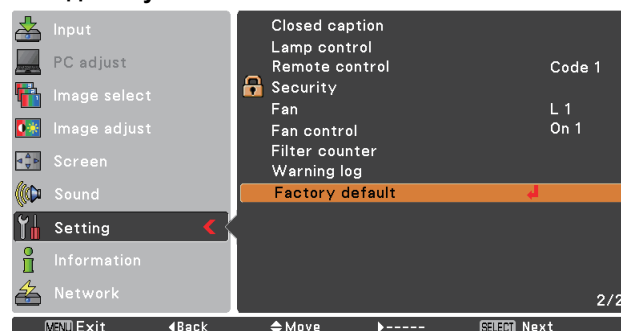 Input
PC adjust
Image select
Image adjust
Screen
Sound
Setting
Information
Network
Closed caption
Lamp control
Remote control Code 1
Security
Fan L 1
Fan control On 1
Filter counter
Warning log
Factory default
2/2
MENU Exit Back Move ----- SELECT Next